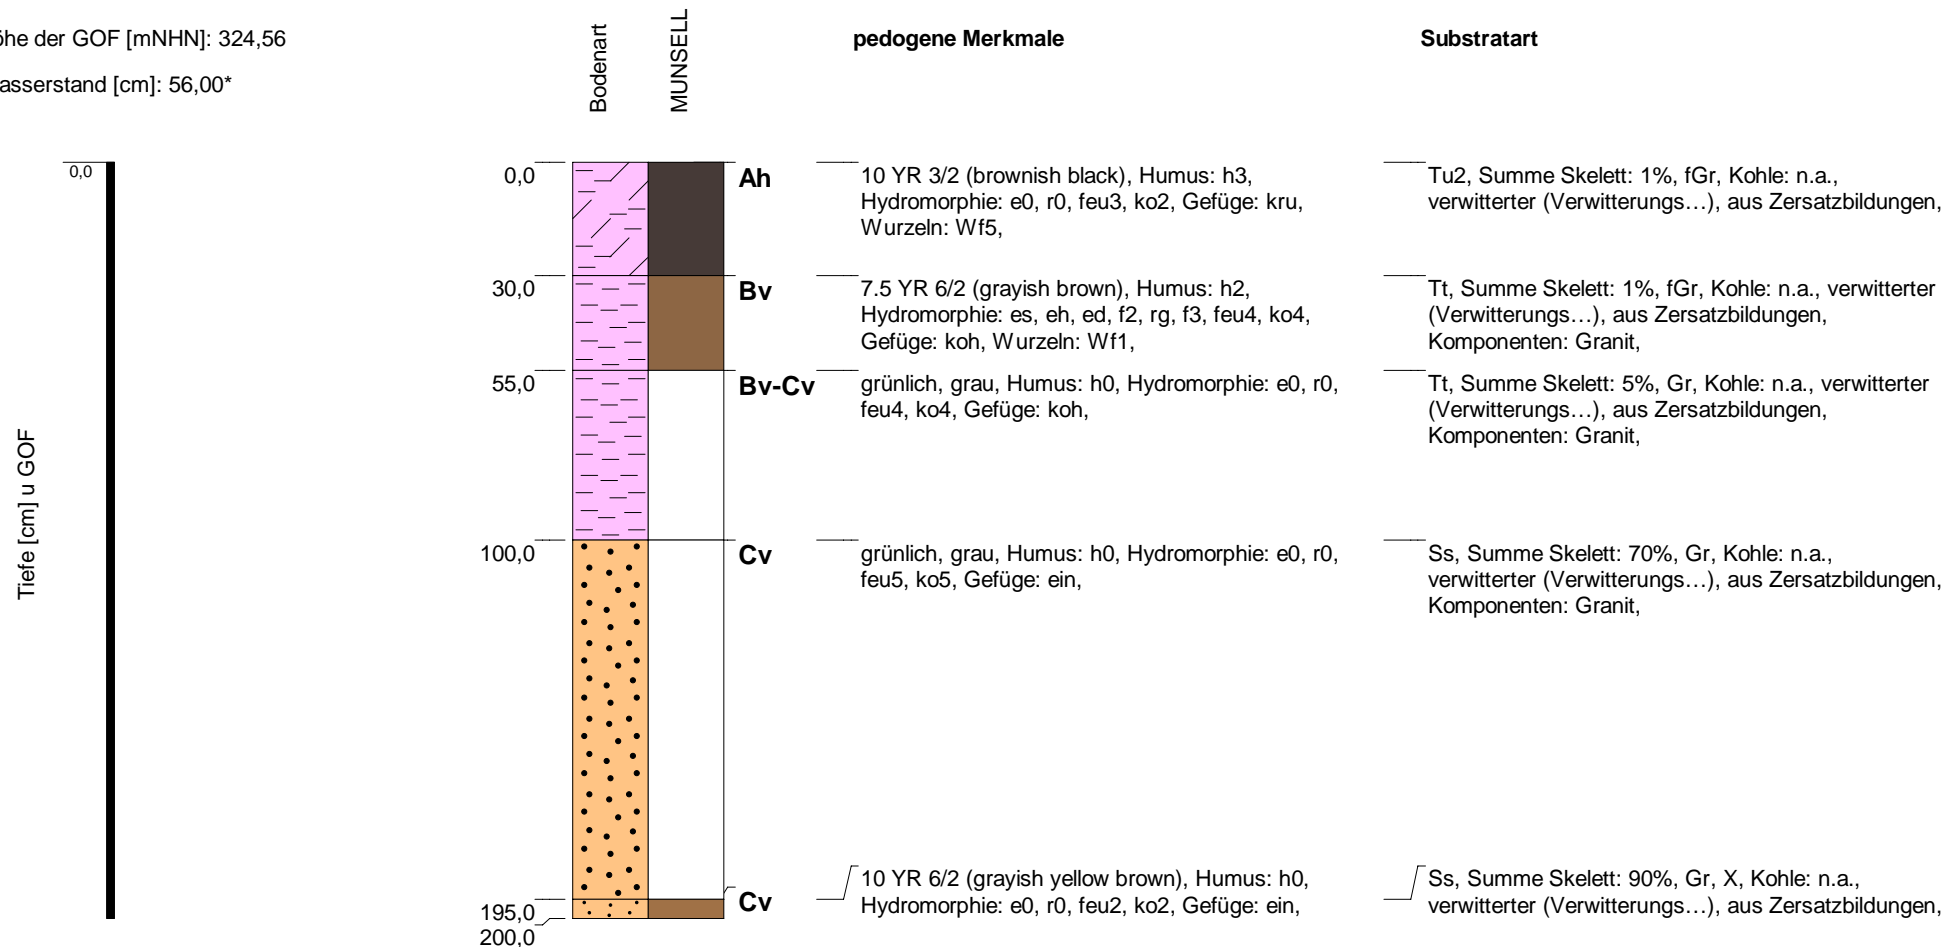 öhe der GOF [mNHN]: 324,56
asserstand [cm]: 56,00*
Bodenart
MUNSELL
pedogene Merkmale
Substratart
Tiefe [cm] u GOF
0,0
0,0
Ah
10 YR 3/2 (brownish black), Humus: h3,
Hydromorphie: e0, r0, feu3, ko2, Gefüge: kru,
Wurzeln: Wf5,
Tu2, Summe Skelett: 1%, fGr, Kohle: n.a.,
verwitterter (Verwitterungs…), aus Zersatzbildungen,
30,0
Bv
7.5 YR 6/2 (grayish brown), Humus: h2,
Hydromorphie: es, eh, ed, f2, rg, f3, feu4, ko4,
Gefüge: koh, Wurzeln: Wf1,
Tt, Summe Skelett: 1%, fGr, Kohle: n.a., verwitterter
(Verwitterungs…), aus Zersatzbildungen,
Komponenten: Granit,
55,0
Bv-Cv
grünlich, grau, Humus: h0, Hydromorphie: e0, r0,
feu4, ko4, Gefüge: koh,
Tt, Summe Skelett: 5%, Gr, Kohle: n.a., verwitterter
(Verwitterungs…), aus Zersatzbildungen,
Komponenten: Granit,
100,0
Cv
grünlich, grau, Humus: h0, Hydromorphie: e0, r0,
feu5, ko5, Gefüge: ein,
Ss, Summe Skelett: 70%, Gr, Kohle: n.a.,
verwitterter (Verwitterungs…), aus Zersatzbildungen,
Komponenten: Granit,
195,0
Cv
10 YR 6/2 (grayish yellow brown), Humus: h0,
Hydromorphie: e0, r0, feu2, ko2, Gefüge: ein,
Ss, Summe Skelett: 90%, Gr, X, Kohle: n.a.,
verwitterter (Verwitterungs…), aus Zersatzbildungen,
200,0